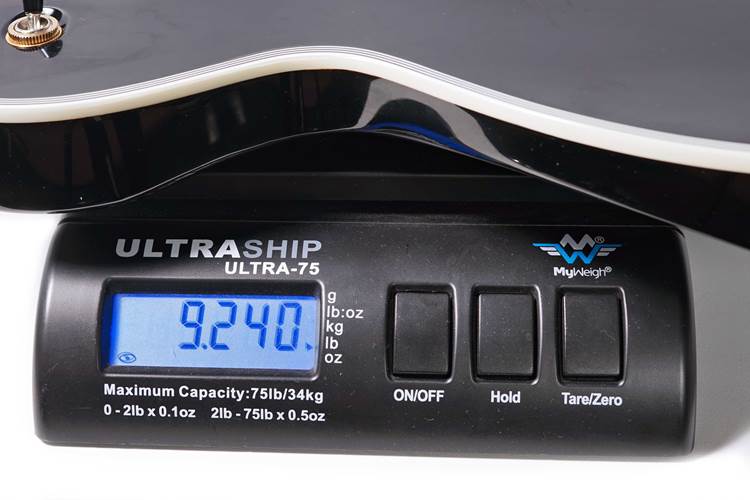 ULTRASHIP
ULTRA-75
MyWeigh®
9.240
g
lb:oz
kg
lb
oz
Maximum Capacity:75lb/34kg
0 - 2lb x 0.1oz 2lb - 75lb x 0.5oz
ON/OFF
Hold
Tare/Zero